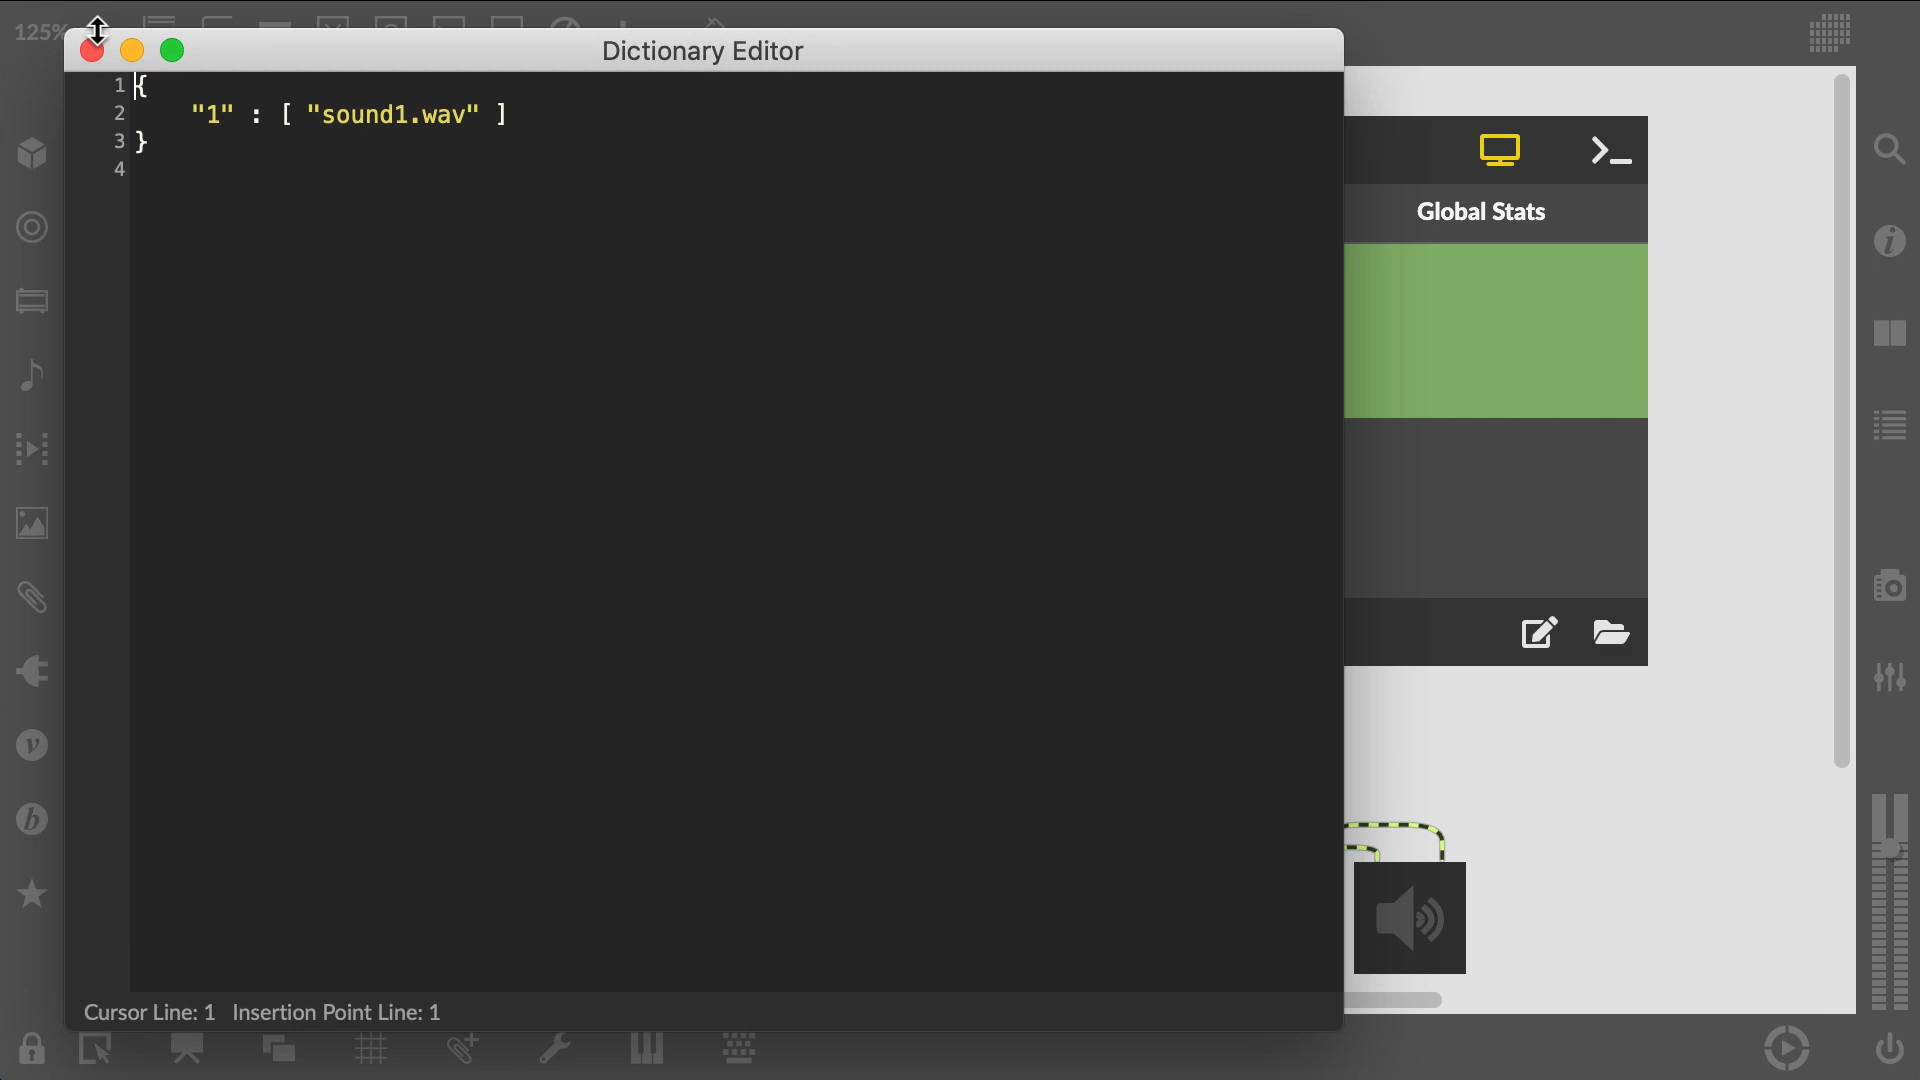 125%
Dictionary Editor
1 {
2 "1" : [ "sound1.wav" ]
3 }
4
Global Stats
Cursor Line: 1 Insertion Point Line: 1